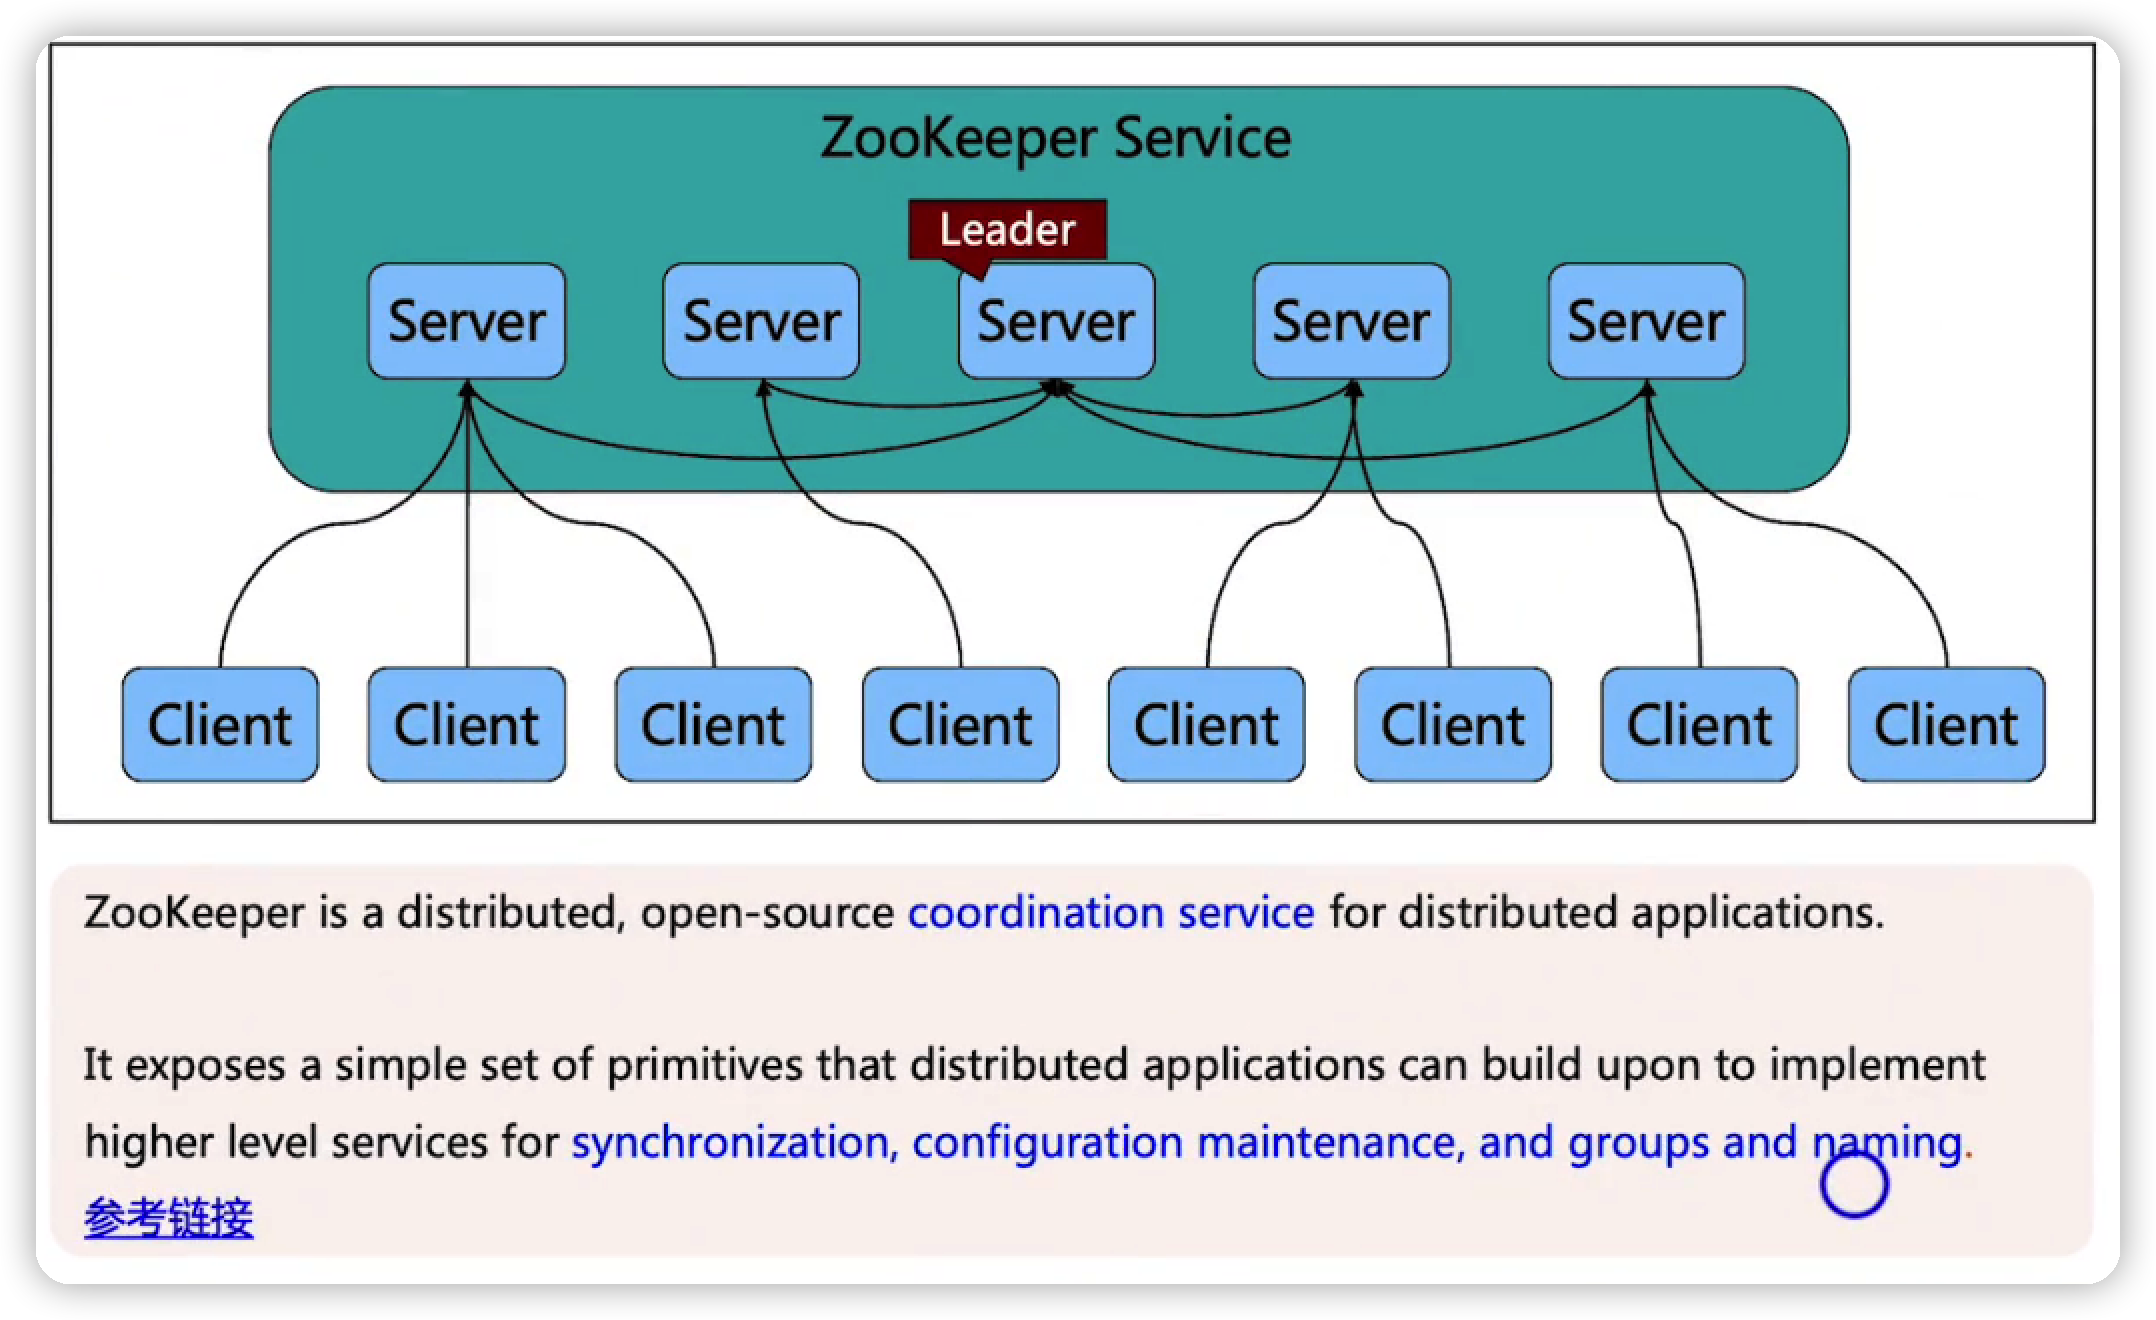 ZooKeeper Service
Leader
Server Server Server Server Server
Client Client Client Client Client Client Client Client
ZooKeeper is a distributed, open-source coordination service for distributed applications.
It exposes a simple set of primitives that distributed applications can build upon to implement
higher level services for synchronization, configuration maintenance, and groups and naming.
参考链接